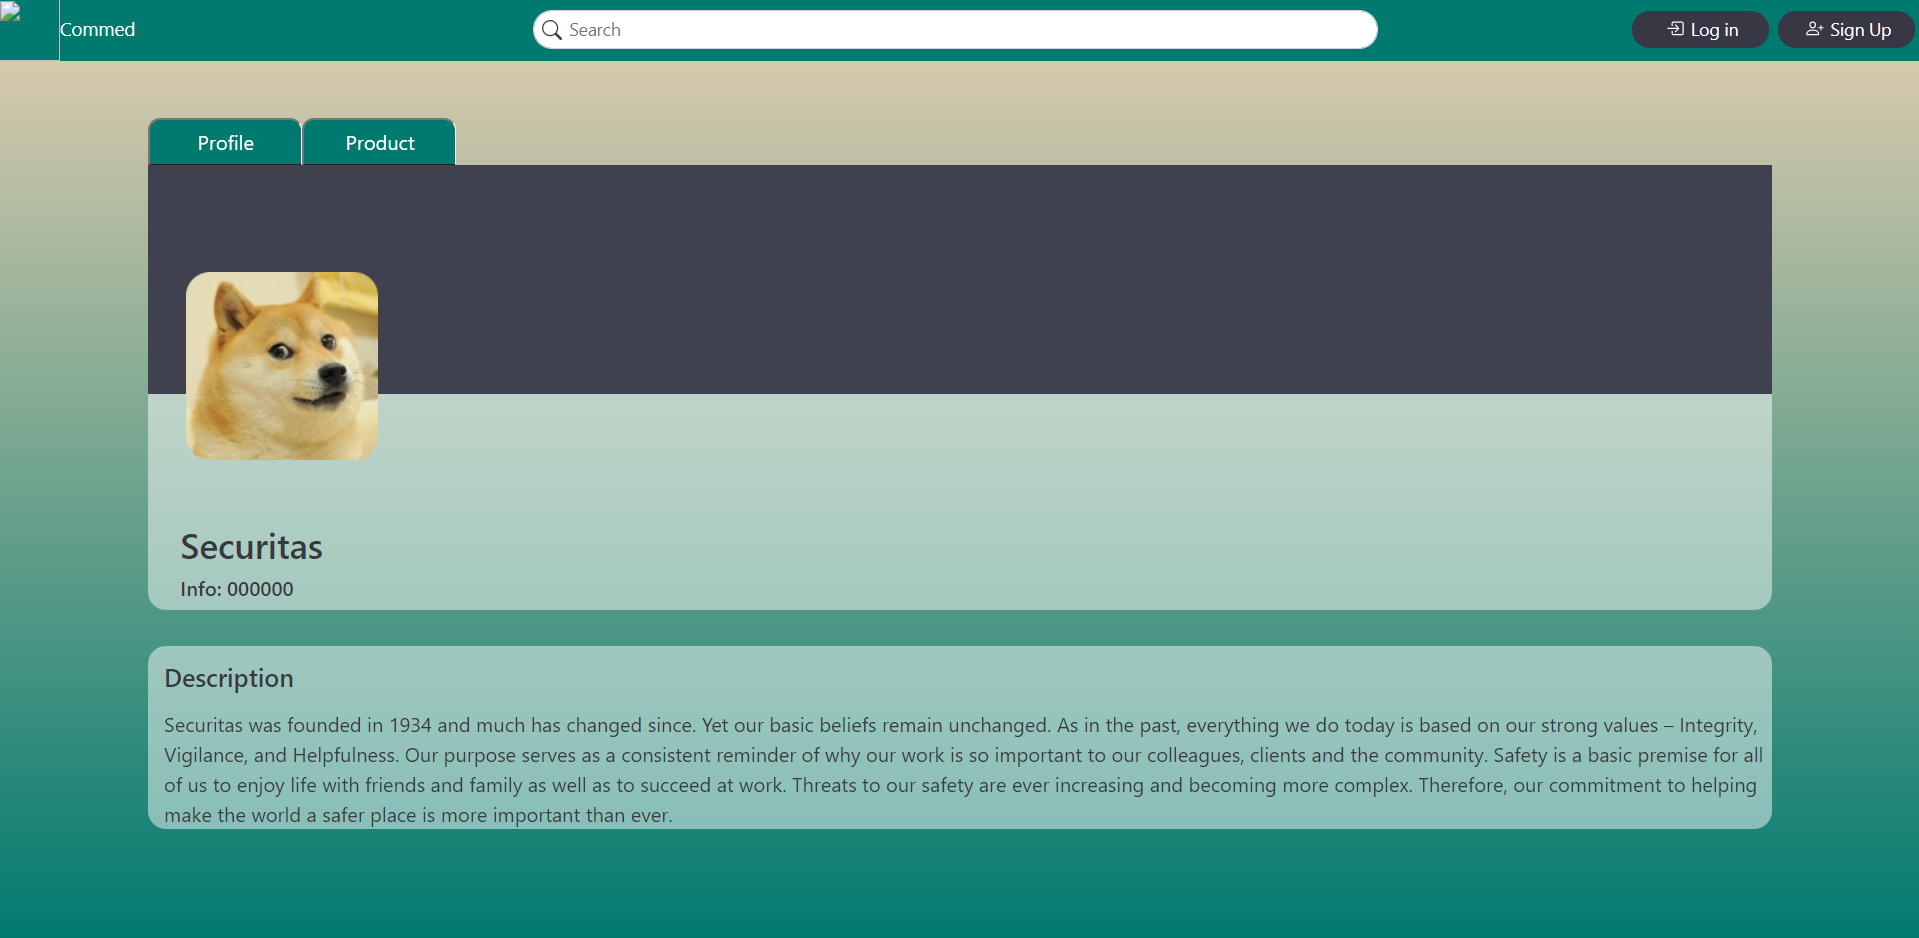 Commed
Search
Log in
Sign Up
Profile
Product
Securitas
Info: 000000
Description
Securitas was founded in 1934 and much has changed since. Yet our basic beliefs remain unchanged. As in the past, everything we do today is based on our strong values – Integrity,
Vigilance, and Helpfulness. Our purpose serves as a consistent reminder of why our work is so important to our colleagues, clients and the community. Safety is a basic premise for all
of us to enjoy life with friends and family as well as to succeed at work. Threats to our safety are ever increasing and becoming more complex. Therefore, our commitment to helping
make the world a safer place is more important than ever.